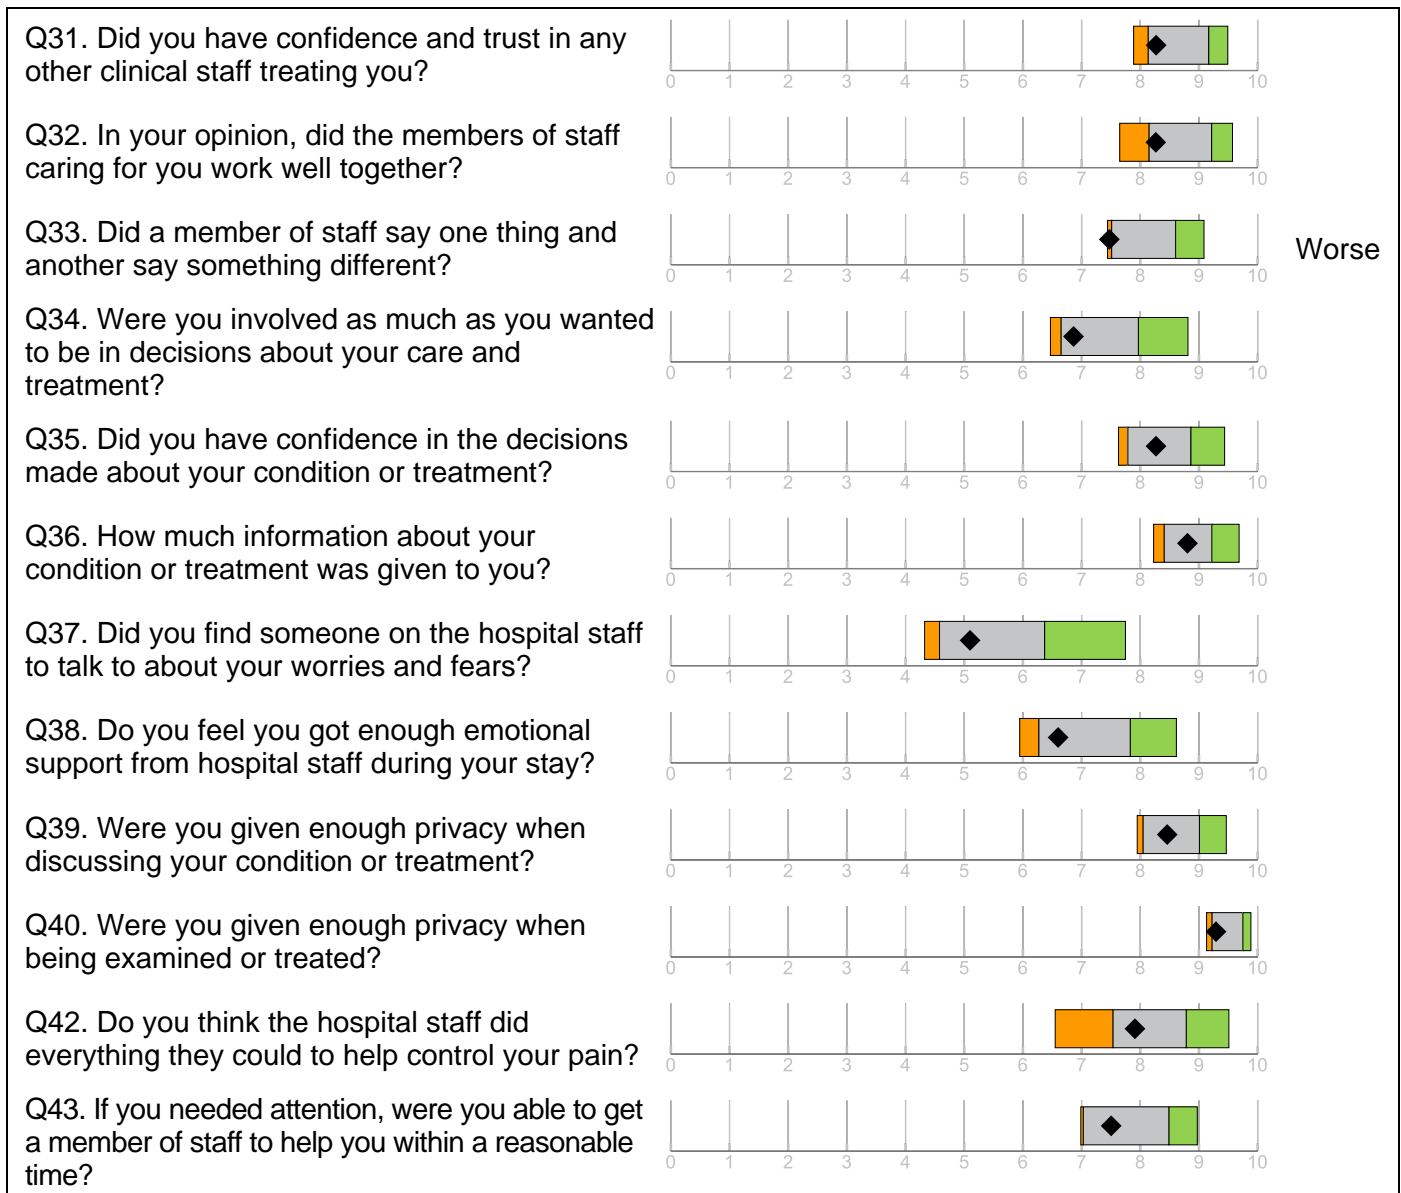 Q31. Did you have confidence and trust in any
other clinical staff treating you?
0 1 2 3 4 5 6 7 8 9 10
Q32. In your opinion, did the members of staff
caring for you work well together?
0 1 2 3 4 5 6 7 8 9 10
Q33. Did a member of staff say one thing and
another say something different?
Worse
0 1 2 3 4 5 6 7 8 9 10
Q34. Were you involved as much as you wanted
to be in decisions about your care and
treatment?
0 1 2 3 4 5 6 7 8 9 10
Q35. Did you have confidence in the decisions
made about your condition or treatment?
0 1 2 3 4 5 6 7 8 9 10
Q36. How much information about your
condition or treatment was given to you?
0 1 2 3 4 5 6 7 8 9 10
Q37. Did you find someone on the hospital staff
to talk to about your worries and fears?
0 1 2 3 4 5 6 7 8 9 10
Q38. Do you feel you got enough emotional
support from hospital staff during your stay?
0 1 2 3 4 5 6 7 8 9 10
Q39. Were you given enough privacy when
discussing your condition or treatment?
0 1 2 3 4 5 6 7 8 9 10
Q40. Were you given enough privacy when
being examined or treated?
0 1 2 3 4 5 6 7 8 9 10
Q42. Do you think the hospital staff did
everything they could to help control your pain?
0 1 2 3 4 5 6 7 8 9 10
Q43. If you needed attention, were you able to get
a member of staff to help you within a reasonable
time?
0 1 2 3 4 5 6 7 8 9 10